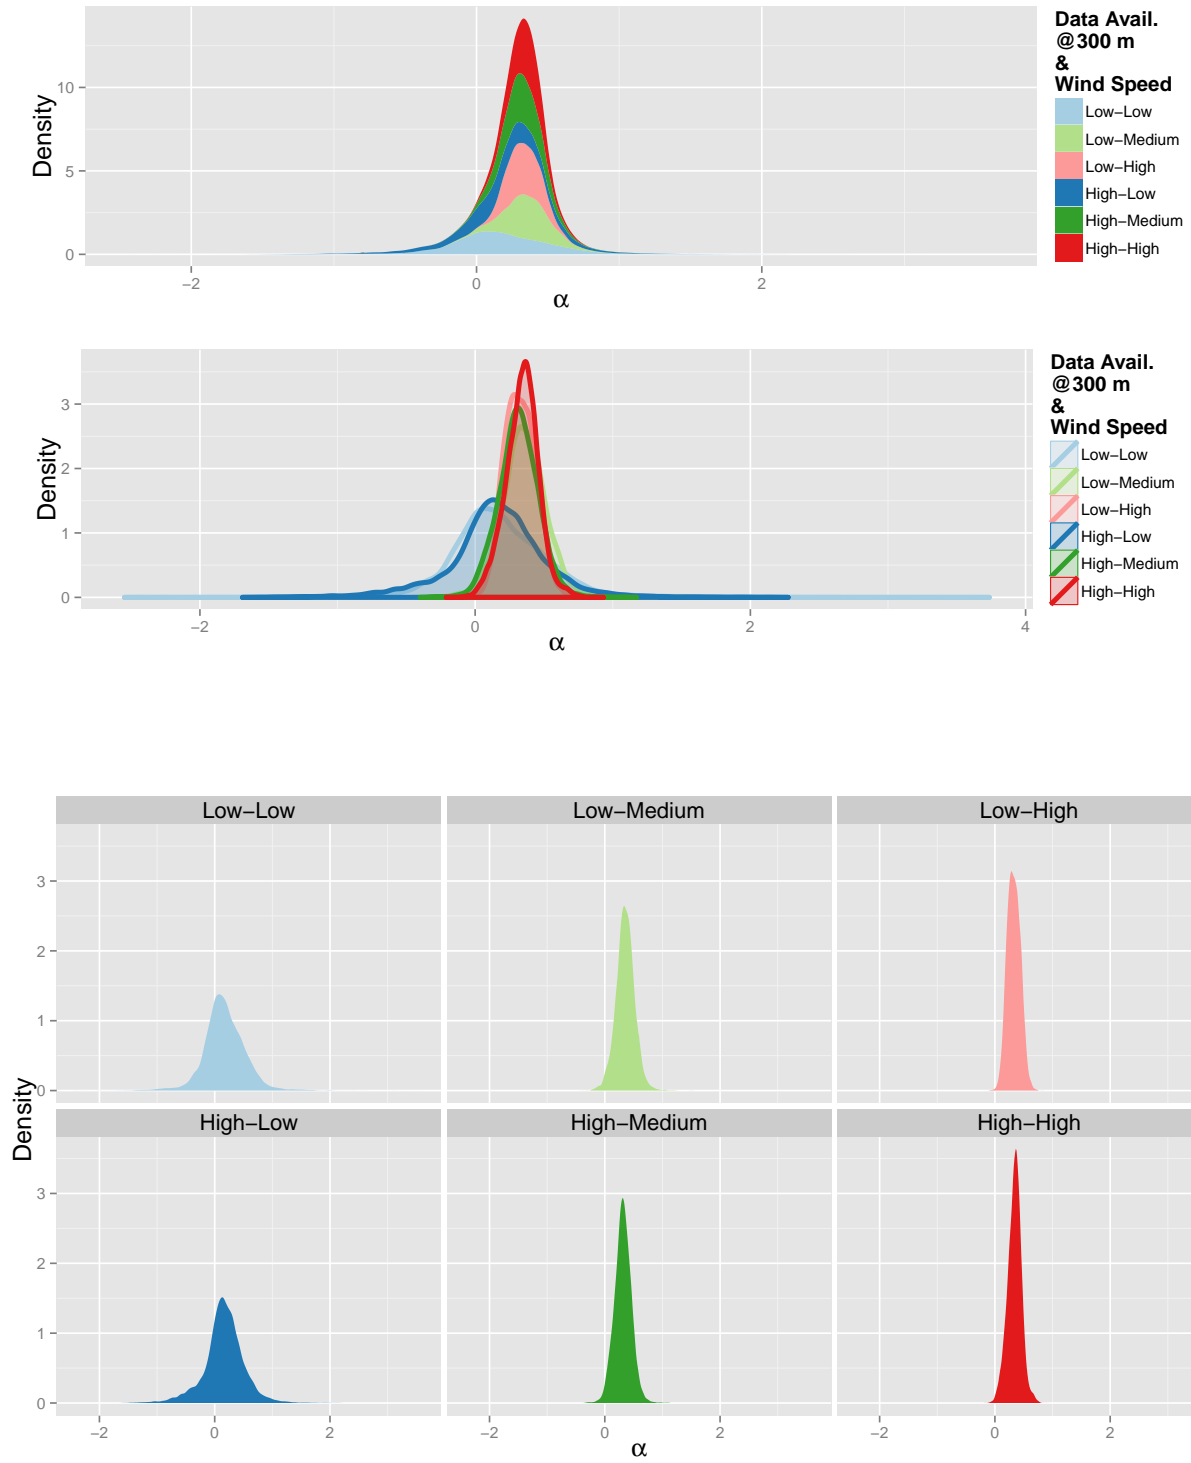 Data Avail.
@300 m
&
Wind Speed
Low−Low
Low−Medium
Low−High
High−Low
High−Medium
High−High
Density
10
5
0
−2 0 2
α
Data Avail.
@300 m
&
Wind Speed
Low−Low
Low−Medium
Low−High
High−Low
High−Medium
High−High
Density
3
2
1
0
−2 0 2 4
α
Low−Low Low−Medium Low−High
3
2
1
0
Density
High−Low High−Medium High−High
3
2
1
0
−2 0 2 −2 0 2 −2 0 2
α